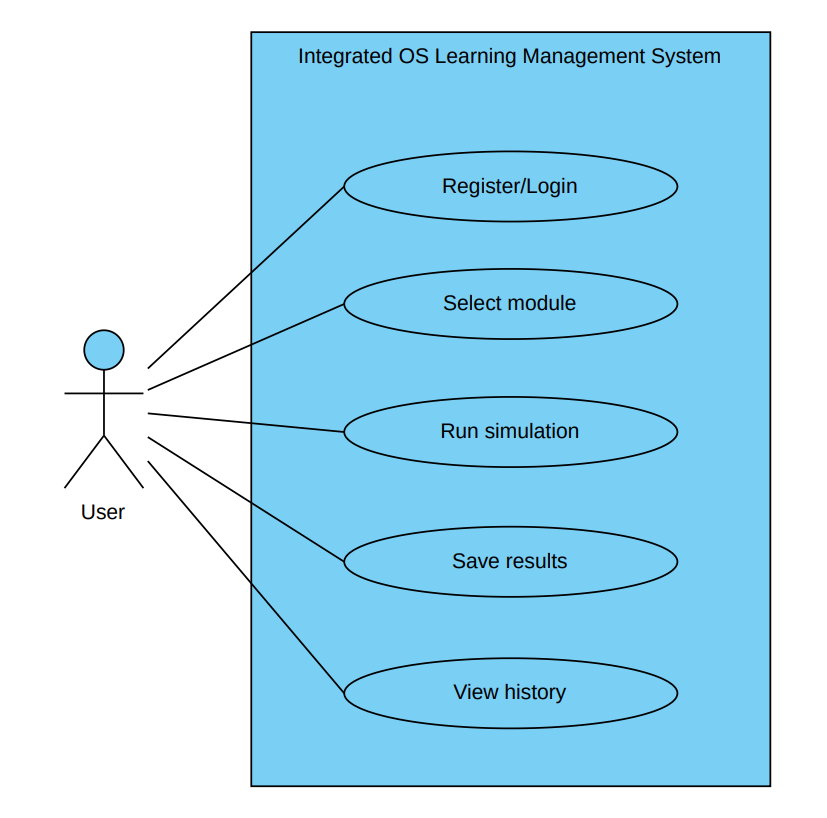 Integrated OS Learning Management System
Register/Login
Select module
Run simulation
User
Save results
View history